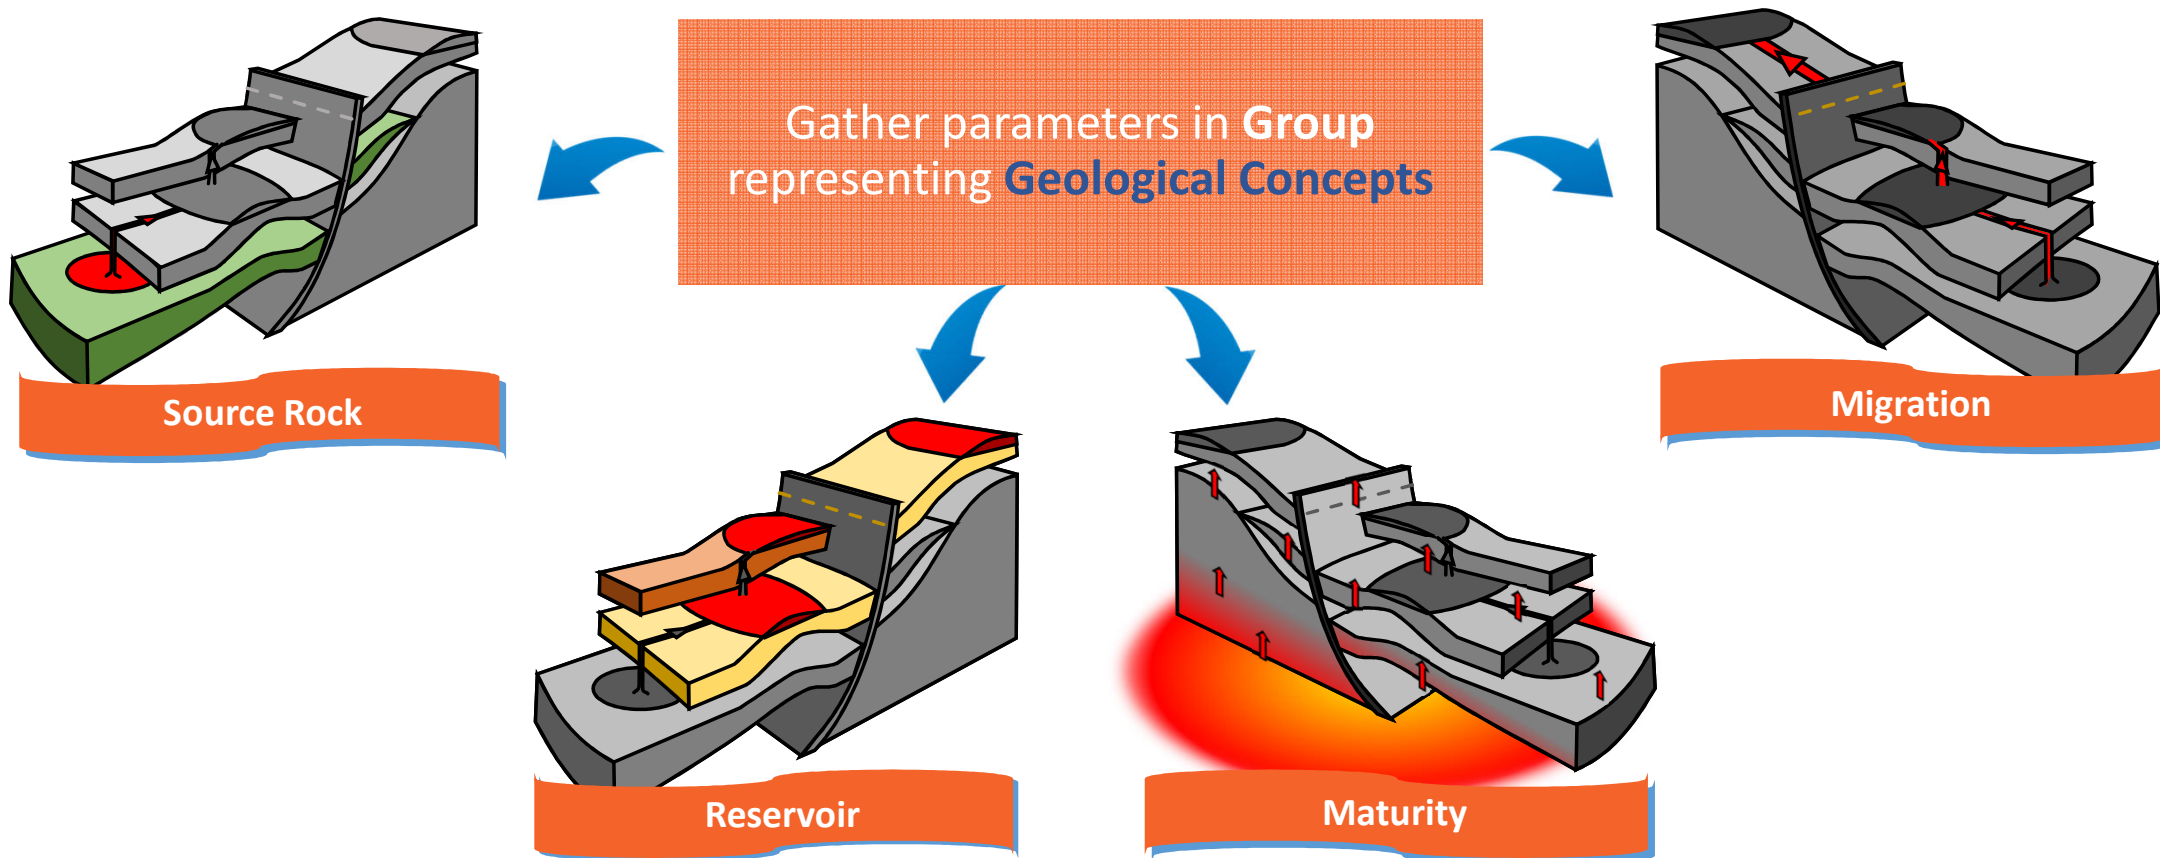 Gather parameters in Group
representing Geological Concepts
Source Rock
Migration
Reservoir
Maturity